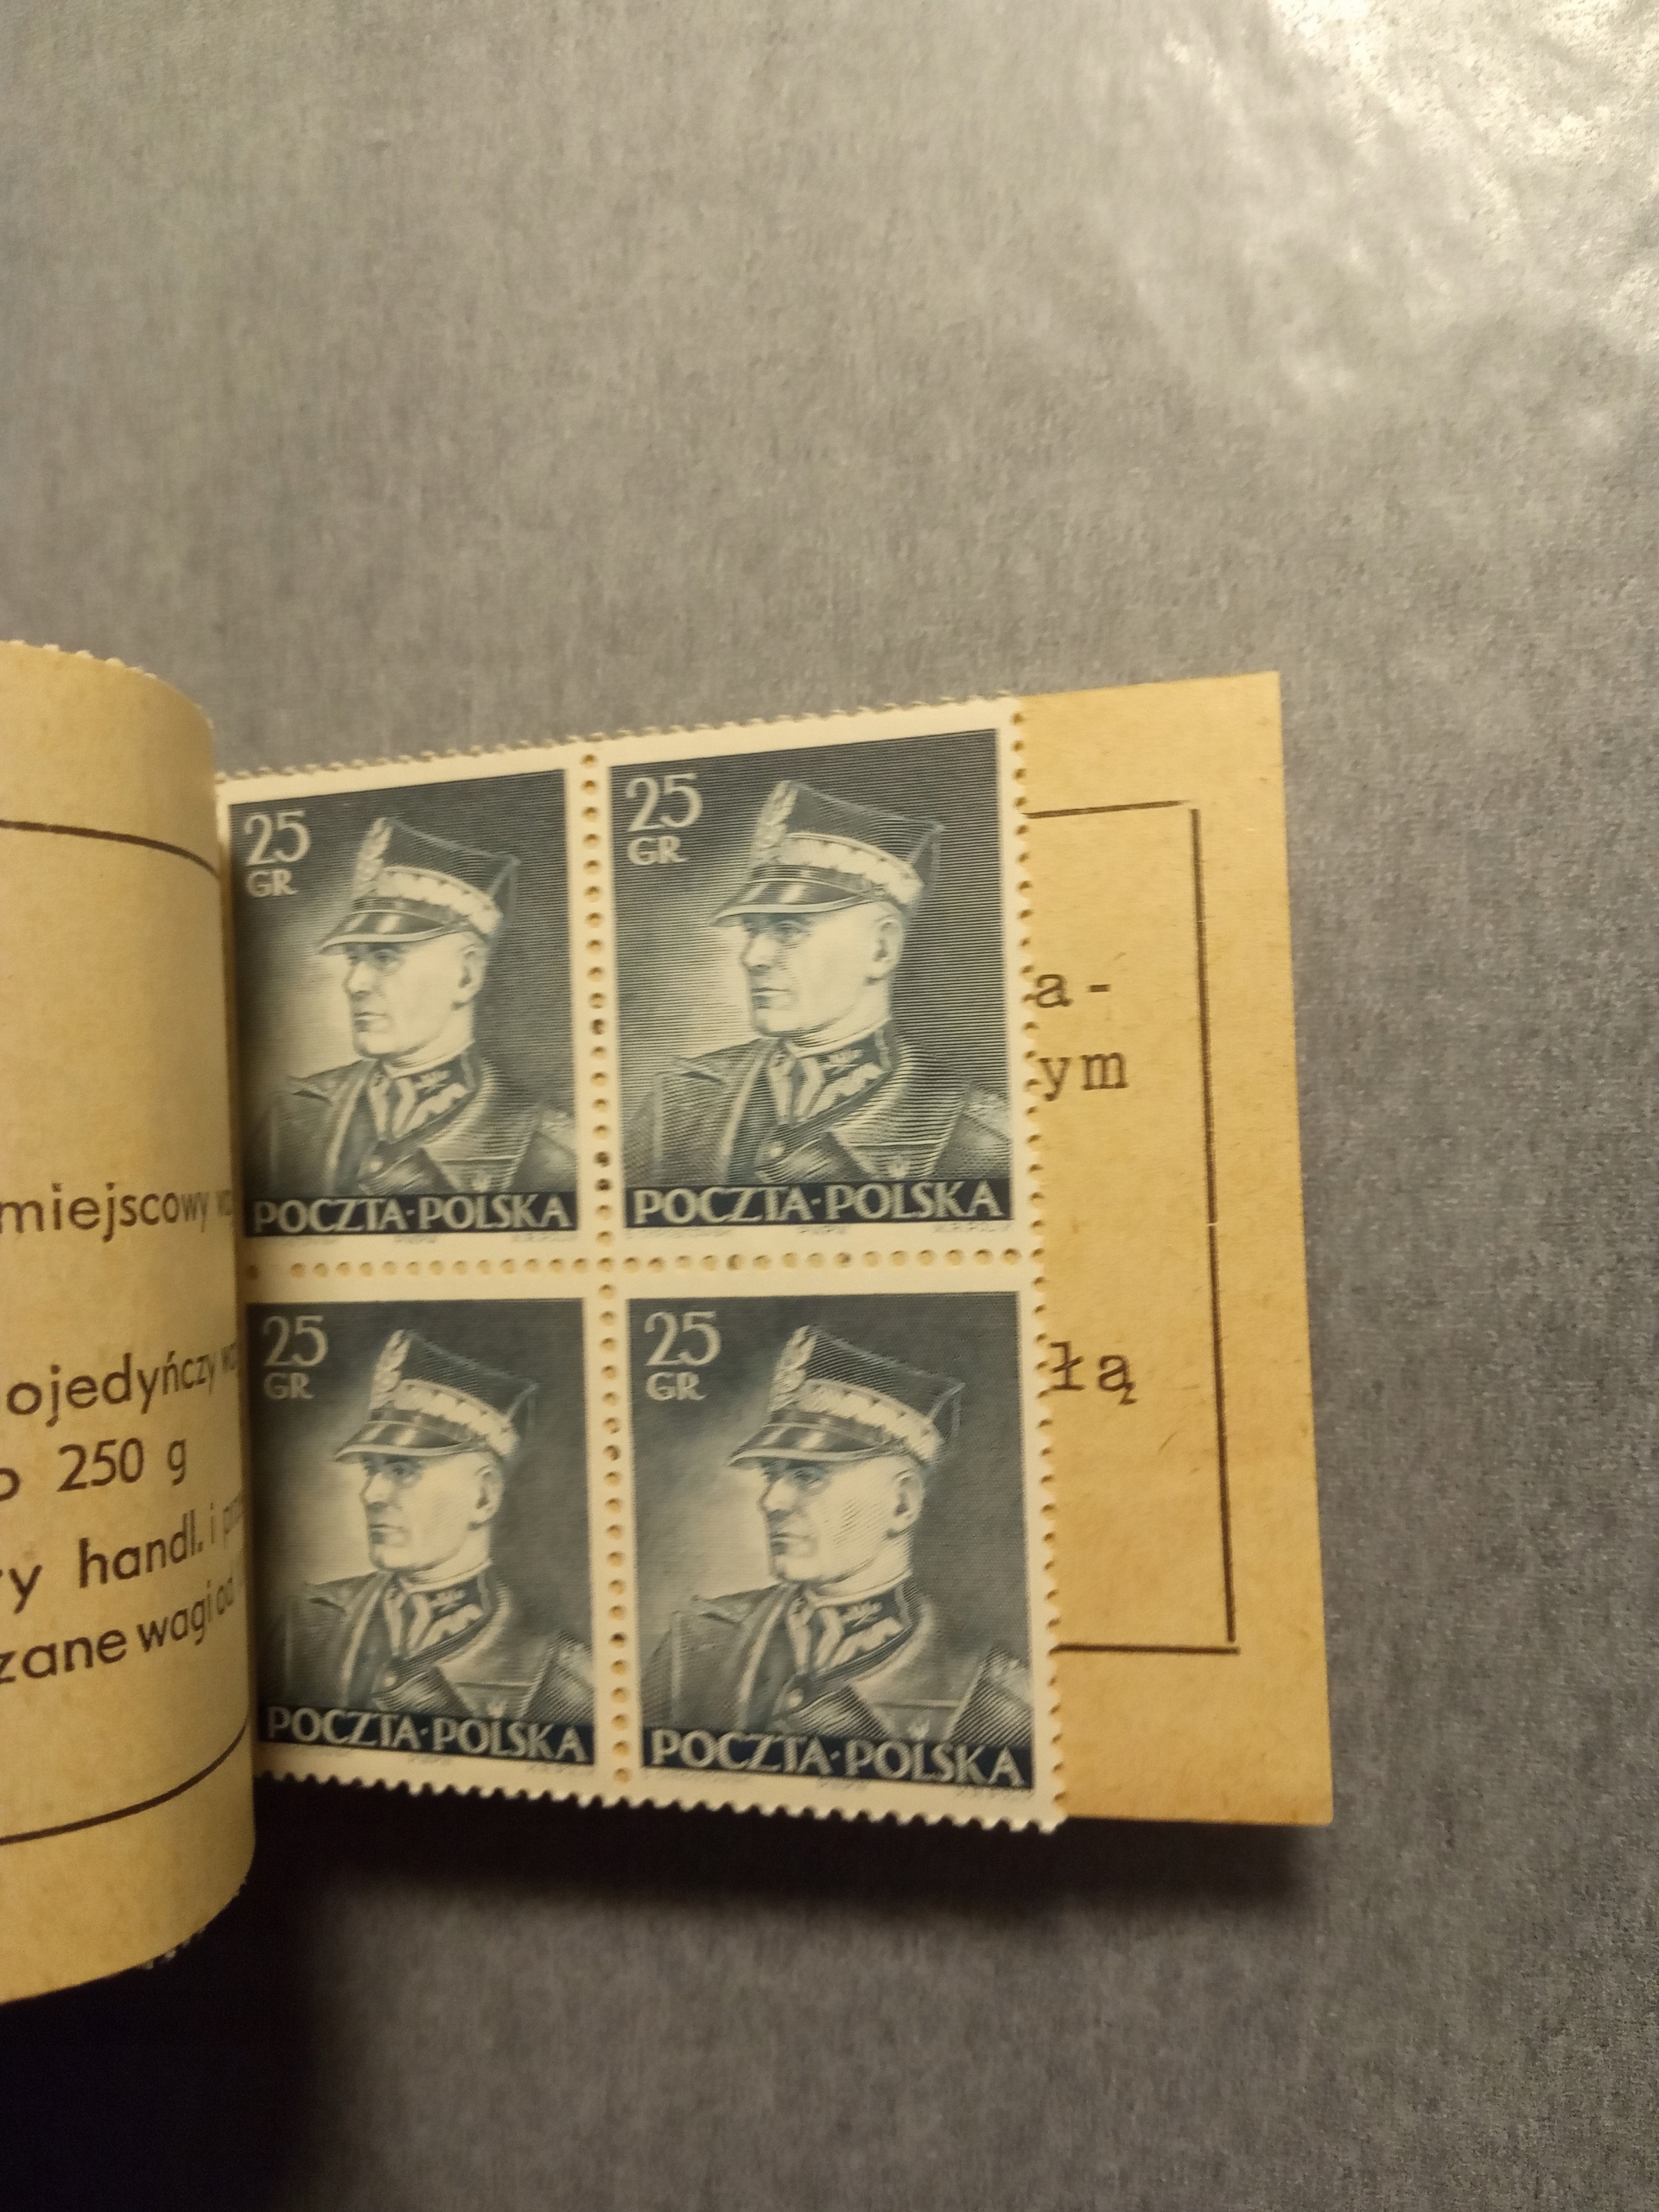 miejscowy
ojedyńczy
250 g
handl. i
zane wagi od
25
GR
POCZTA-POLSKA
25
GR
POCZTA-POLSKA
25
GR
POCZTA-POLSKA
25
GR
POCZTA-POLSKA
a-
ym
łą